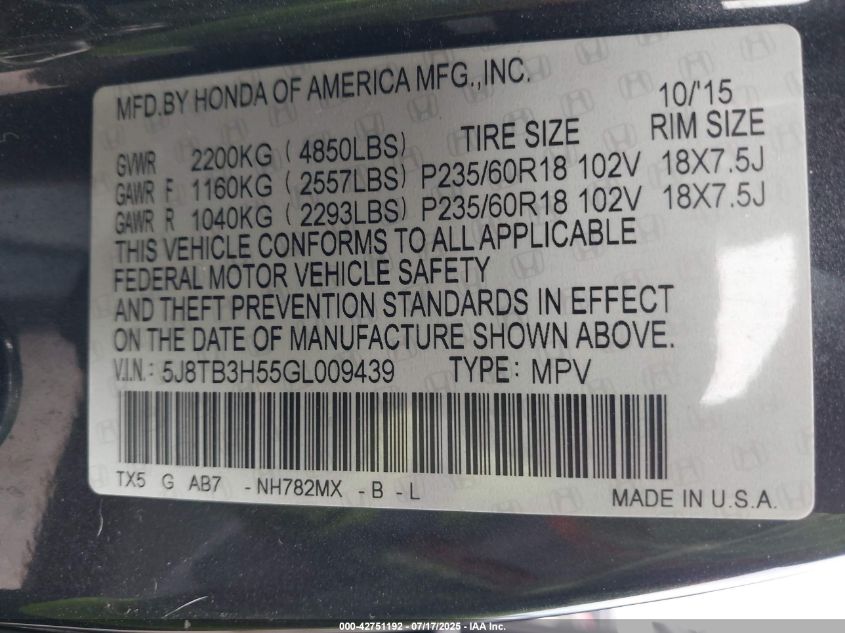 MFD.BY HONDA OF AMERICA MFG.,INC. 10/'15
TIRE SIZE RIM SIZE
GVWR 2200KG ( 4850LBS)
GAWR F 1160KG ( 2557LBS) P235/60R18 102V 18X7.5J
GAWR R 1040KG ( 2293LBS) P235/60R18 102V 18X7.5J
THIS VEHICLE CONFORMS TO ALL APPLICABLE
FEDERAL MOTOR VEHICLE SAFETY
AND THEFT PREVENTION STANDARDS IN EFFECT
ON THE DATE OF MANUFACTURE SHOWN ABOVE.
V.I.N.: 5J8TB3H55GL009439 TYPE: MPV
TX5 G AB7 -NH782MX -B -L
MADE IN U.S.A.
000-42751192 - 07/17/2025 - IAA Inc.